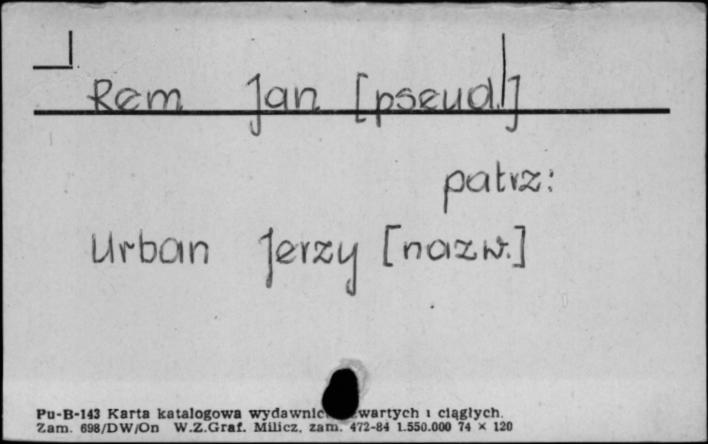 Rem Jan [pseud.]
patrz:
Urban Jerzy [nazw.]
Pu-B-143 Karta katalogowa wydawnic wartych i ciągłych.
Zam. 698/DW/On W.Z.Graf. Milicz, zam. 472-84 1.550.000 74 × 120